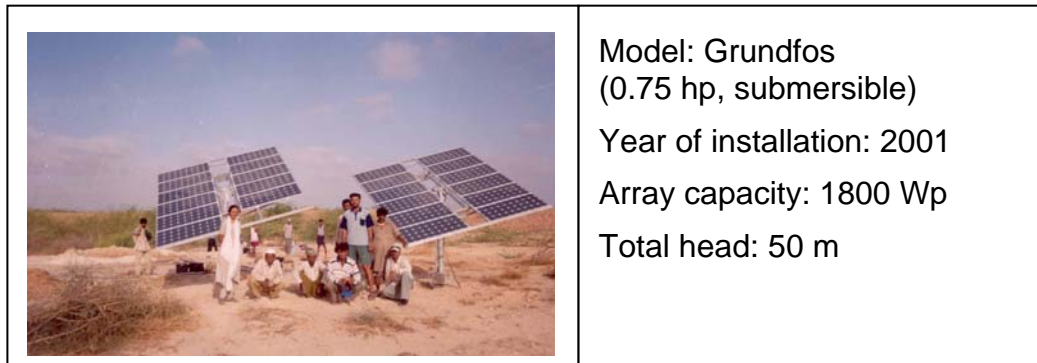 Model: Grundfos
(0.75 hp, submersible)
Year of installation: 2001
Array capacity: 1800 Wp
Total head: 50 m